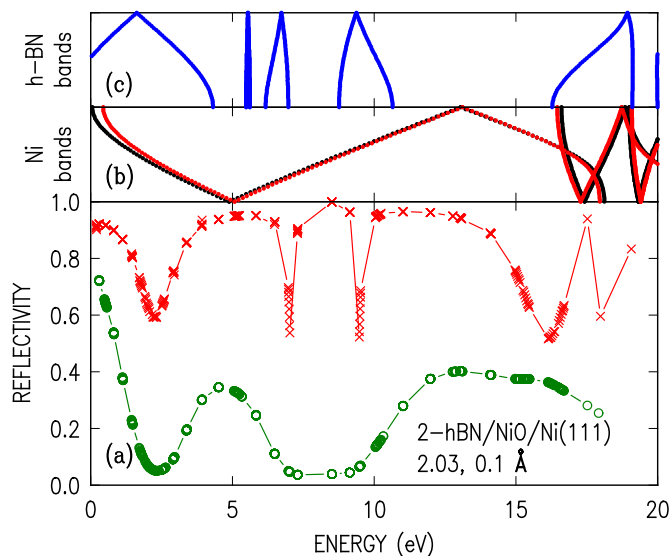 h-BN
bands
(c)
Ni
bands
(b)
REFLECTIVITY
1.0
0.8
0.6
0.4
0.2
0.0
(a)
2-hBN/NiO/Ni(111)
2.03, 0.1 Å
0 5 10 15 20
ENERGY (eV)